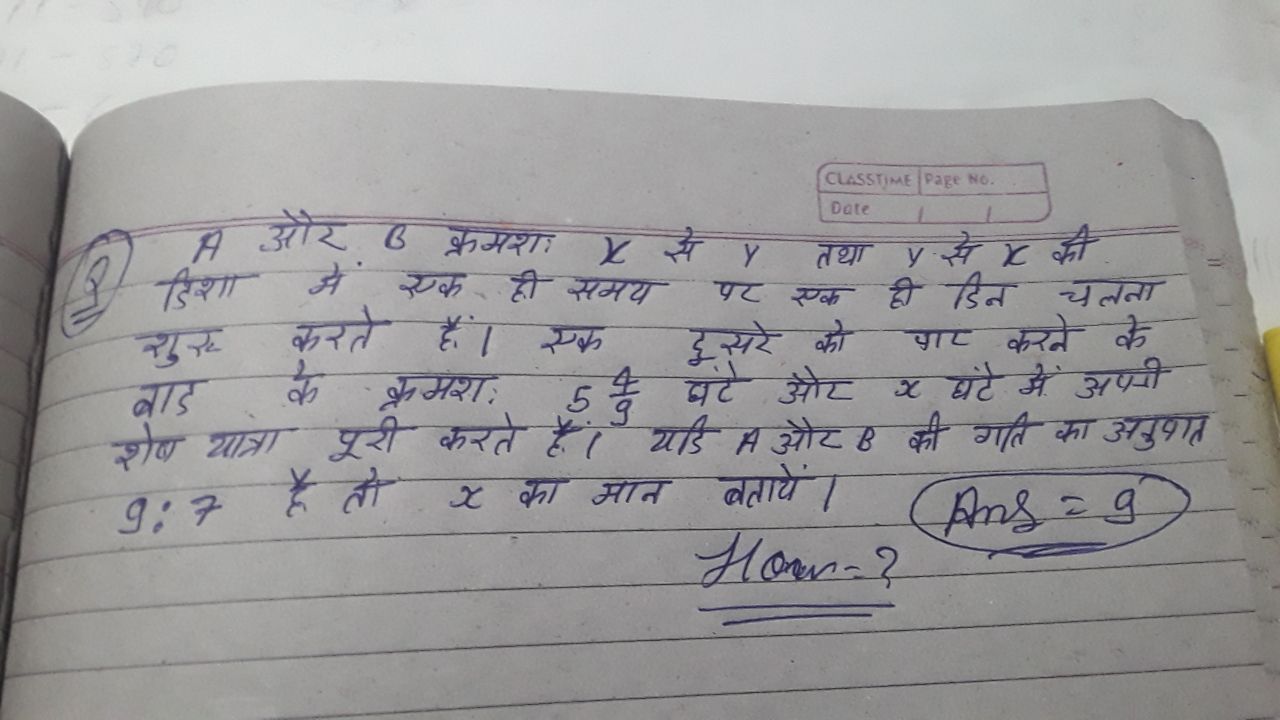 CLASSTIME Page No.
Date / /
Q A और B क्रमशः X से Y तथा Y से X की
दिशा में एक ही समय पर एक ही दिन चलना
शुरू करते हैं। एक दुसरे को पार करने के
बाद के क्रमशः 5 4/9 घंटे और x घंटे में अपनी
शेष यात्रा पूरी करते हैं। यदि A और B की गति का अनुपात
9:7 है तो x का मान बतायें।
Ans = 9
How = ?